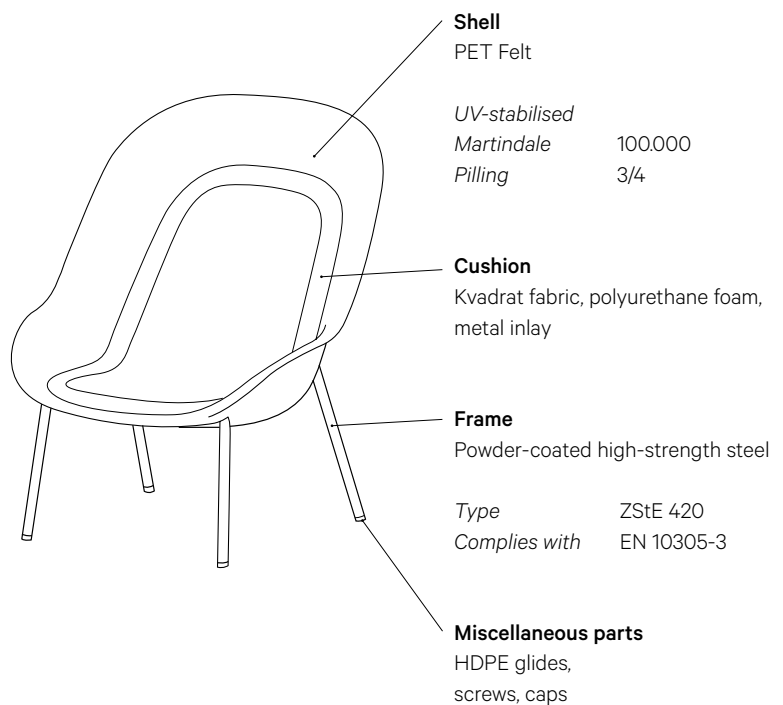 Shell
PET Felt
UV-stabilised
Martindale 100.000
Pilling 3/4
Cushion
Kvadrat fabric, polyurethane foam,
metal inlay
Frame
Powder-coated high-strength steel
Type ZStE 420
Complies with EN 10305-3
Miscellaneous parts
HDPE glides,
screws, caps